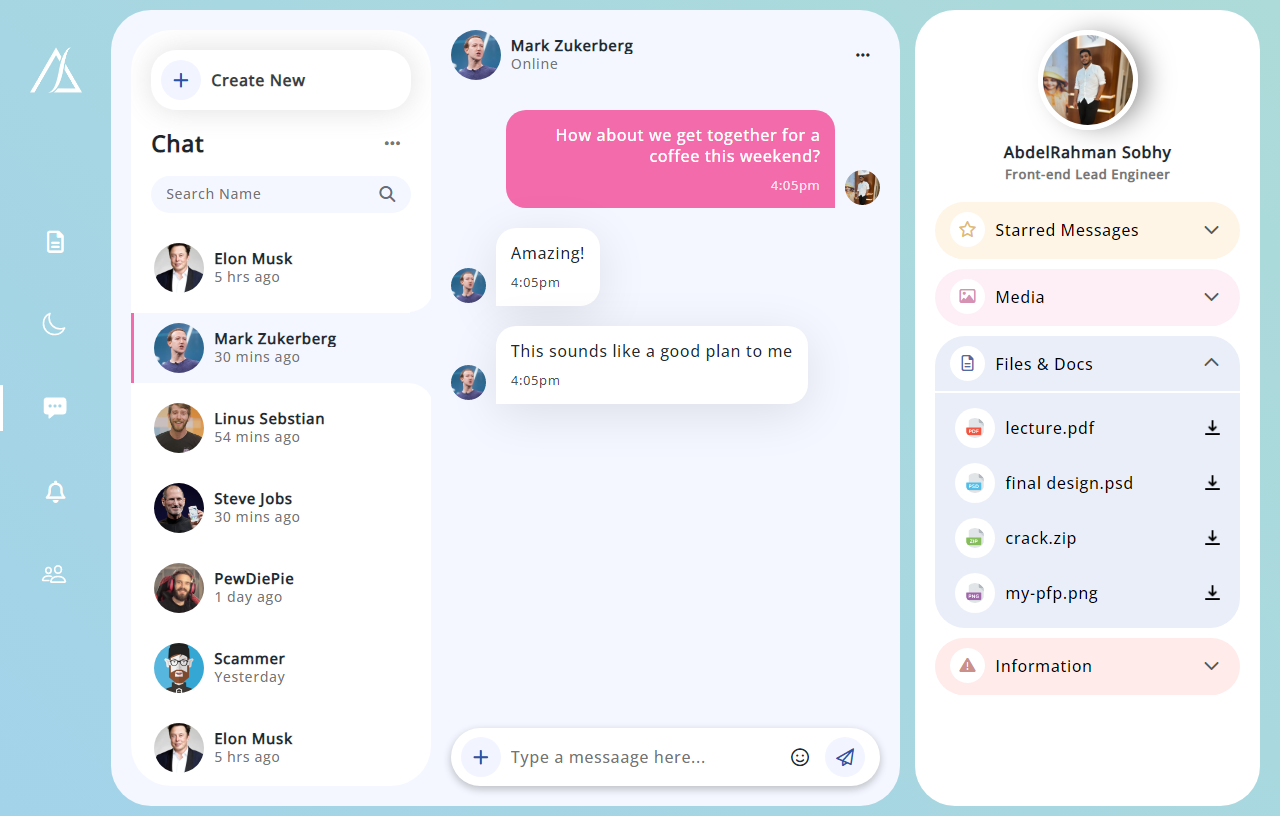 Create New
Chat
Search Name
Elon Musk
5 hrs ago
Mark Zukerberg
30 mins ago
Linus Sebstian
54 mins ago
Steve Jobs
30 mins ago
PewDiePie
1 day ago
Scammer
Yesterday
Elon Musk
5 hrs ago
Mark Zukerberg
Online
How about we get together for a
coffee this weekend?
4:05pm
Amazing!
4:05pm
This sounds like a good plan to me
4:05pm
Type a messaage here...
AbdelRahman Sobhy
Front-end Lead Engineer
Starred Messages
Media
Files & Docs
PDF
lecture.pdf
PSD
final design.psd
ZIP
crack.zip
PNG
my-pfp.png
Information